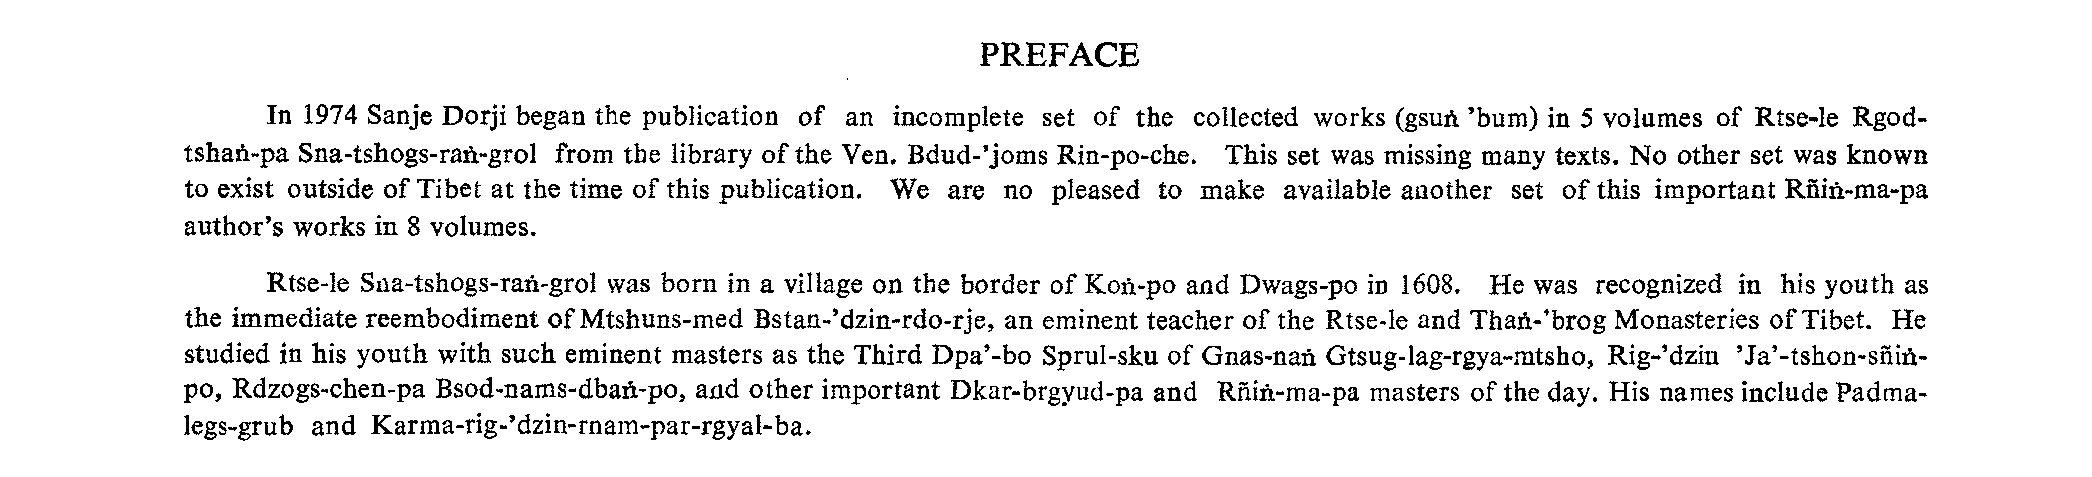 PREFACE
In 1974 Sanje Dorji began the publication of an incomplete set of the collected works (gsuṅ ’bum) in 5 volumes of Rtse-le Rgod-
tshaṅ-pa Sna-tshogs-raṅ-grol from the library of the Ven. Bdud-’joms Rin-po-che. This set was missing many texts. No other set was known
to exist outside of Tibet at the time of this publication. We are no pleased to make available another set of this important Rñiṅ-ma-pa
author’s works in 8 volumes.
Rtse-le Sna-tshogs-raṅ-grol was born in a village on the border of Koṅ-po and Dwags-po in 1608. He was recognized in his youth as
the immediate reembodiment of Mtshuns-med Bstan-’dzin-rdo-rje, an eminent teacher of the Rtse-le and Thaṅ-’brog Monasteries of Tibet. He
studied in his youth with such eminent masters as the Third Dpa’-bo Sprul-sku of Gnas-naṅ Gtsug-lag-rgya-mtsho, Rig-’dzin ’Ja’-tshon-sñiṅ-
po, Rdzogs-chen-pa Bsod-nams-dbaṅ-po, and other important Dkar-brgyud-pa and Rñiṅ-ma-pa masters of the day. His names include Padma-
legs-grub and Karma-rig-’dzin-rnam-par-rgyal-ba.